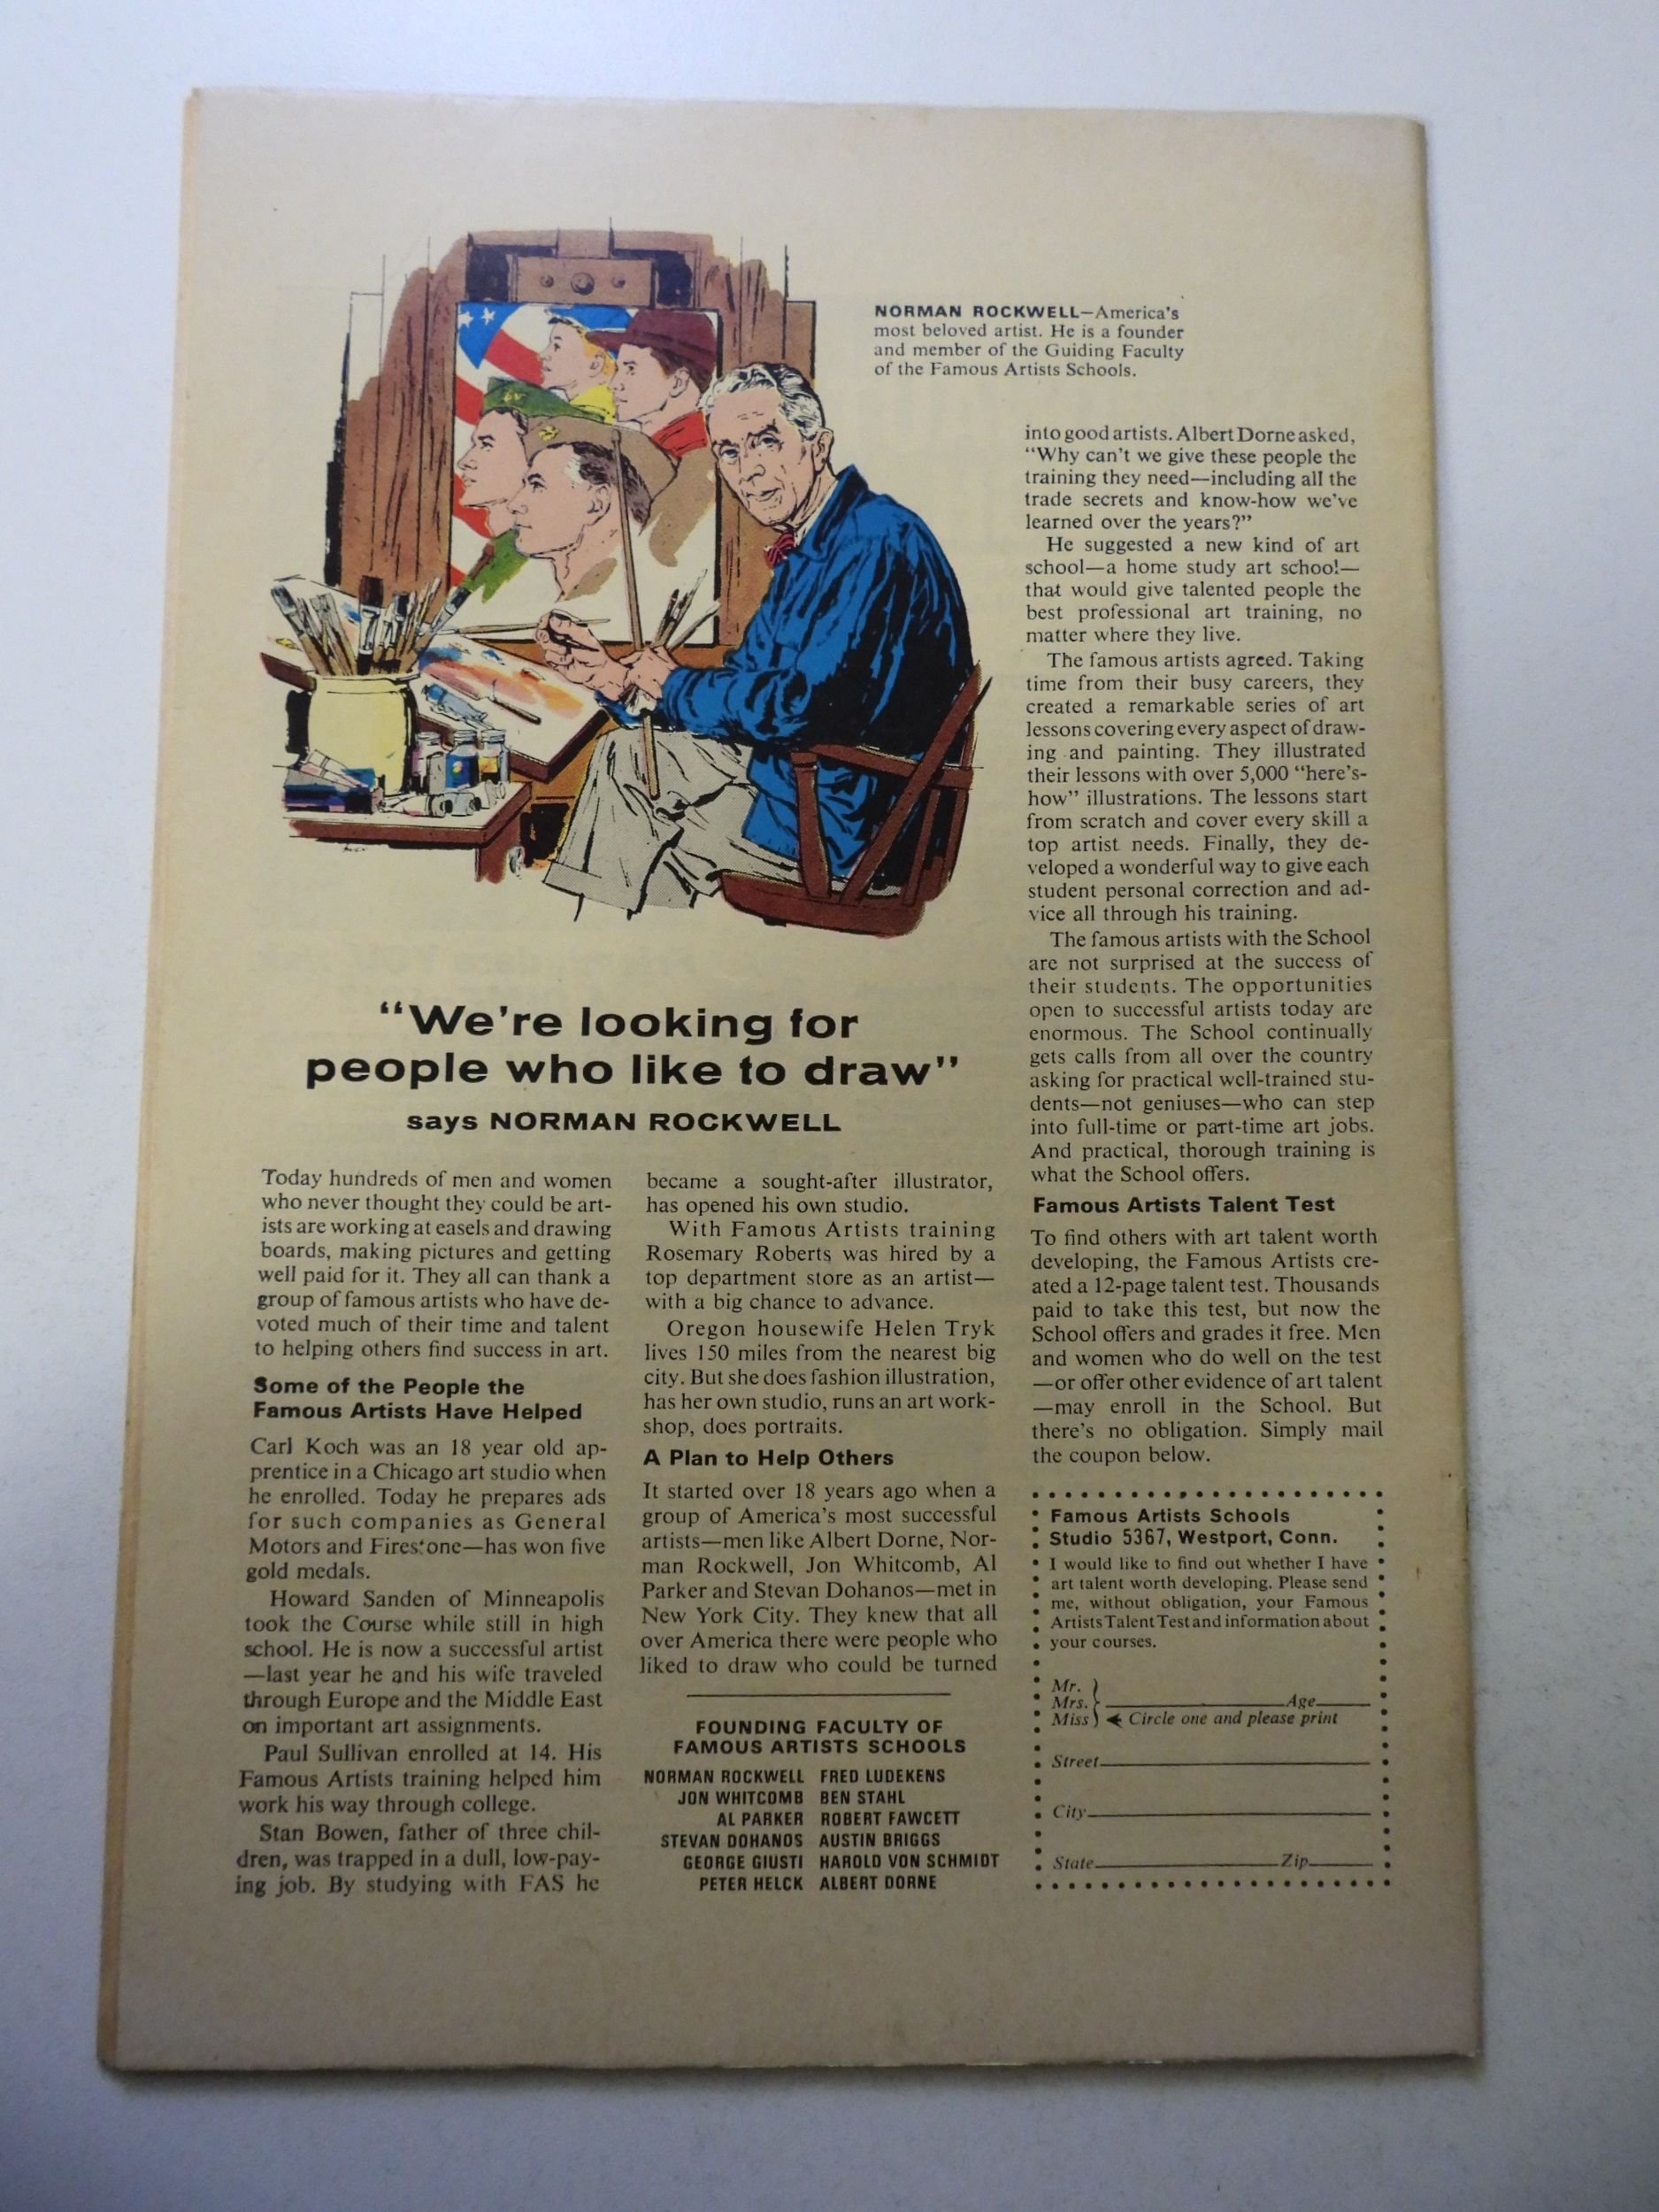 NORMAN ROCKWELL—America's
most beloved artist. He is a founder
and member of the Guiding Faculty
of the Famous Artists Schools.
"We're looking for
people who like to draw"
says NORMAN ROCKWELL
Today hundreds of men and women
who never thought they could be art-
ists are working at easels and drawing
boards, making pictures and getting
well paid for it. They all can thank a
group of famous artists who have de-
voted much of their time and talent
to helping others find success in art.
Some of the People the
Famous Artists Have Helped
Carl Koch was an 18 year old ap-
prentice in a Chicago art studio when
he enrolled. Today he prepares ads
for such companies as General
Motors and Firestone—has won five
gold medals.
Howard Sanden of Minneapolis
took the Course while still in high
school. He is now a successful artist
—last year he and his wife traveled
through Europe and the Middle East
on important art assignments.
Paul Sullivan enrolled at 14. His
Famous Artists training helped him
work his way through college.
Stan Bowen, father of three chil-
dren, was trapped in a dull, low-pay-
ing job. By studying with FAS he
became a sought-after illustrator,
has opened his own studio.
With Famous Artists training
Rosemary Roberts was hired by a
top department store as an artist—
with a big chance to advance.
Oregon housewife Helen Tryk
lives 150 miles from the nearest big
city. But she does fashion illustration,
has her own studio, runs an art work-
shop, does portraits.
A Plan to Help Others
It started over 18 years ago when a
group of America's most successful
artists—men like Albert Dorne, Nor-
man Rockwell, Jon Whitcomb, Al
Parker and Stevan Dohanos—met in
New York City. They knew that all
over America there were people who
liked to draw who could be turned
FOUNDING FACULTY OF
FAMOUS ARTISTS SCHOOLS
NORMAN ROCKWELL FRED LUDEKENS
JON WHITCOMB BEN STAHL
AL PARKER ROBERT FAWCETT
STEVAN DOHANOS AUSTIN BRIGGS
GEORGE GIUSTI HAROLD VON SCHMIDT
PETER HELCK ALBERT DORNE
into good artists. Albert Dorne asked,
"Why can't we give these people the
training they need—including all the
trade secrets and know-how we've
learned over the years?"
He suggested a new kind of art
school—a home study art school—
that would give talented people the
best professional art training, no
matter where they live.
The famous artists agreed. Taking
time from their busy careers, they
created a remarkable series of art
lessons covering every aspect of draw-
ing and painting. They illustrated
their lessons with over 5,000 "here's-
how" illustrations. The lessons start
from scratch and cover every skill a
top artist needs. Finally, they de-
veloped a wonderful way to give each
student personal correction and ad-
vice all through his training.
The famous artists with the School
are not surprised at the success of
their students. The opportunities
open to successful artists today are
enormous. The School continually
gets calls from all over the country
asking for practical well-trained stu-
dents—not geniuses—who can step
into full-time or part-time art jobs.
And practical, thorough training is
what the School offers.
Famous Artists Talent Test
To find others with art talent worth
developing, the Famous Artists cre-
ated a 12-page talent test. Thousands
paid to take this test, but now the
School offers and grades it free. Men
and women who do well on the test
—or offer other evidence of art talent
—may enroll in the School. But
there's no obligation. Simply mail
the coupon below.
Famous Artists Schools
Studio 5367, Westport, Conn.
I would like to find out whether I have
art talent worth developing. Please send
me, without obligation, your Famous
Artists Talent Test and information about
your courses.
Mr.
Mrs. Age
Miss Circle one and please print
Street
City
State Zip